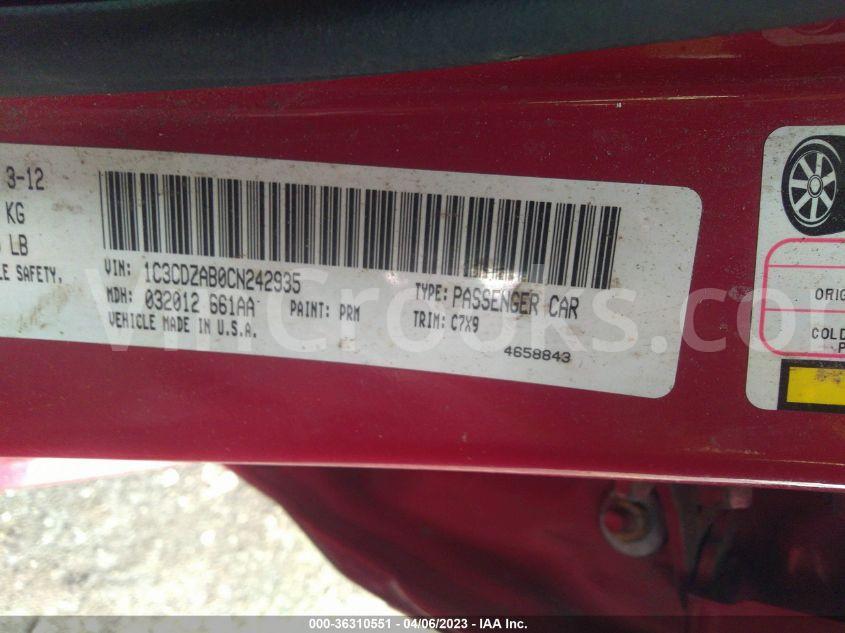 3-12
KG
LB
LE SAFETY,
VIN: 1C3CDZAB0CN242935
MDH: 032012 661AA
PAINT: PRM
VEHICLE MADE IN U.S.A.
TYPE: PASSENGER CAR
TRIM: C7X9
4658843
ORIG
COLD
P
VinCrooks.com
000-36310551 - 04/06/2023 - IAA Inc.